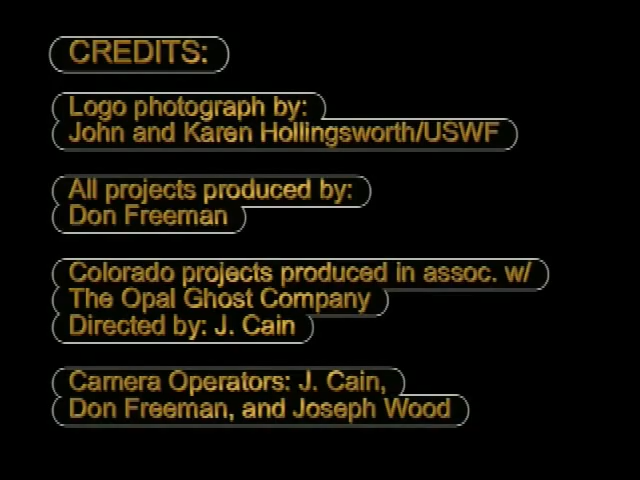 CREDITS:
Logo photograph by:
John and Karen Hollingsworth/USWF
All projects produced by:
Don Freeman
Colorado projects produced in assoc. w/
The Opal Ghost Company
Directed by: J. Cain
Camera Operators: J. Cain,
Don Freeman, and Joseph Wood